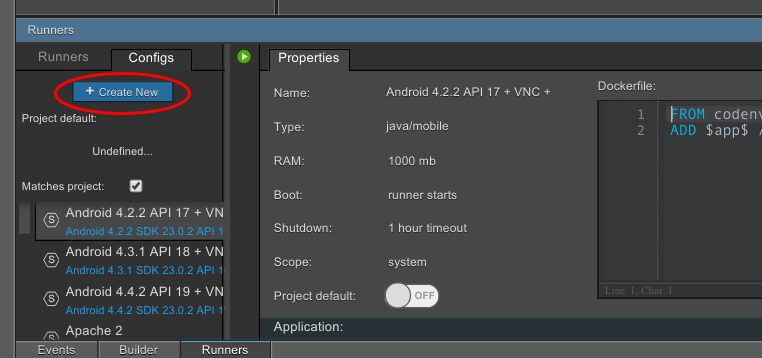 Runners
Runners Configs
+ Create New
Project default:
Undefined...
Matches project:
Android 4.2.2 API 17 + VN
Android 4.2.2 SDK 23.0.2 API 1
Android 4.3.1 API 18 + VN
Android 4.3.1 SDK 23.0.2 API 1
Android 4.4.2 API 19 + VN
Android 4.4.2 SDK 23.0.2 API 1
Apache 2
Properties
Name: Android 4.2.2 API 17 + VNC +
Type: java/mobile
RAM: 1000 mb
Boot: runner starts
Shutdown: 1 hour timeout
Scope: system
Project default: OFF
Application:
Dockerfile:
1 FROM codenv
2 ADD $app$ /
Line 1, Char 1
Events Builder Runners